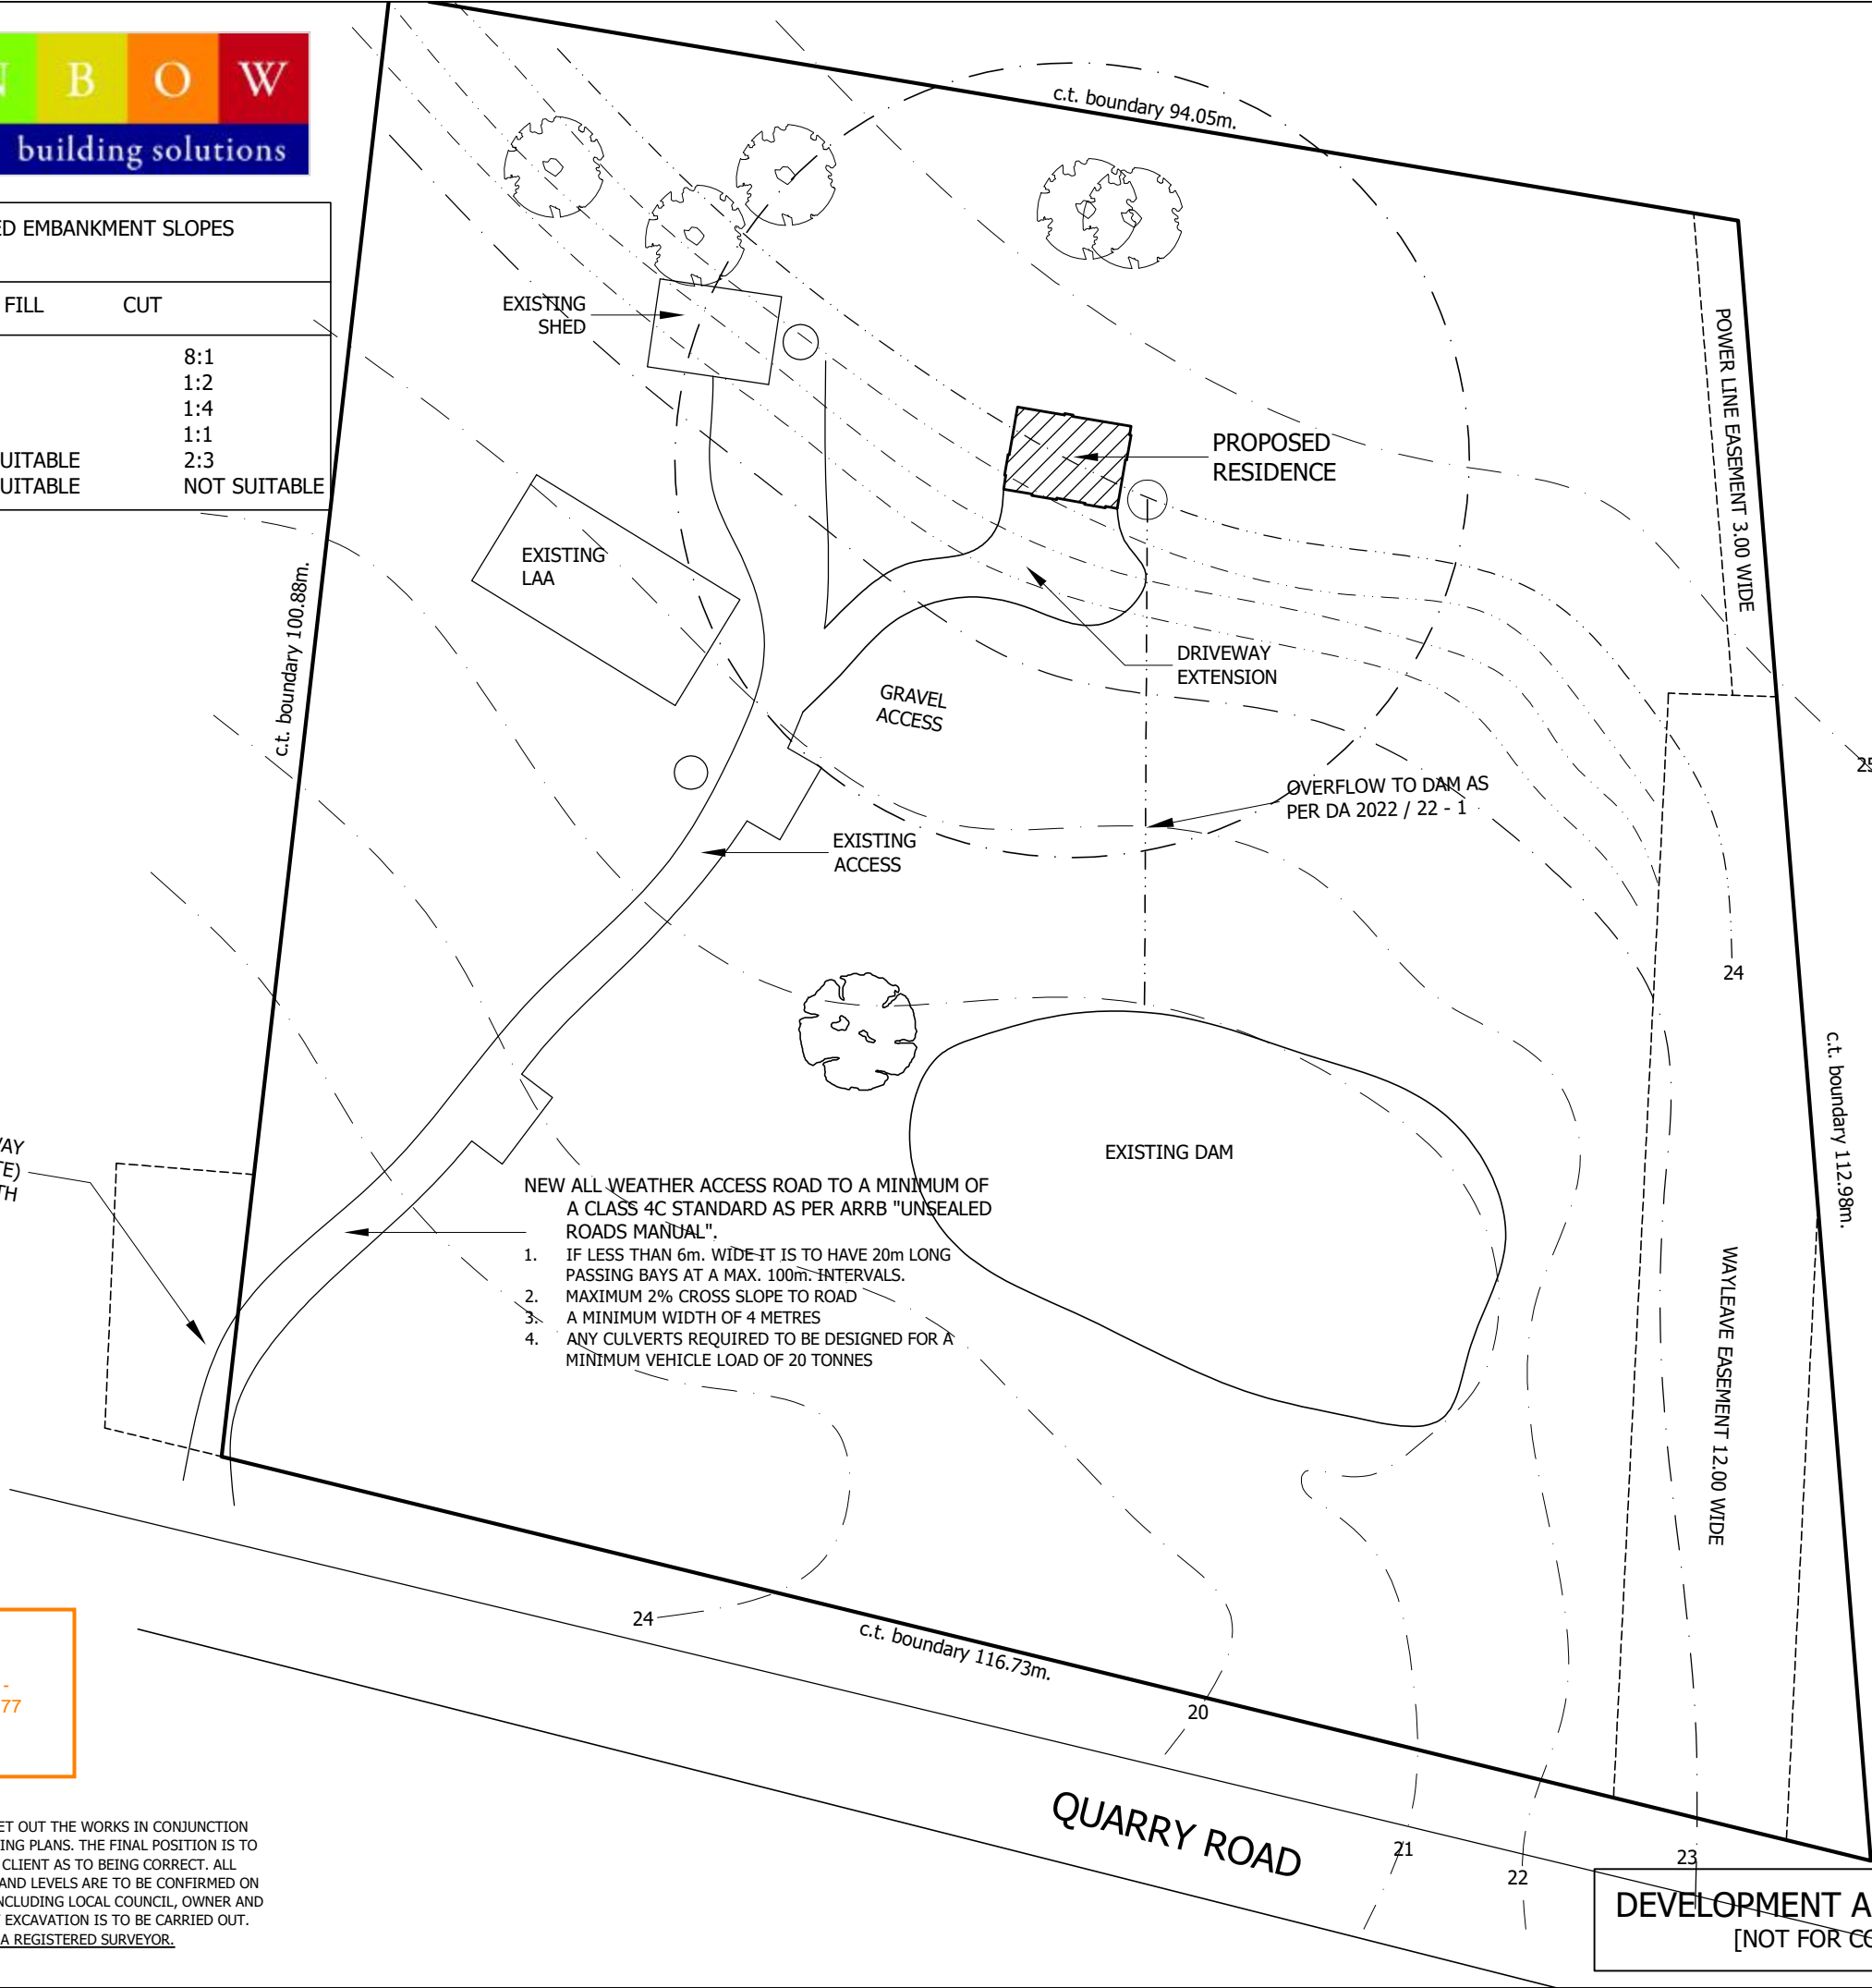 N B O W
building solutions
ED EMBANKMENT SLOPES
FILL CUT
8:1
1:2
1:4
1:1
UITABLE 2:3
UITABLE NOT SUITABLE
c.t. boundary 94.05m.
EXISTING
SHED
PROPOSED
RESIDENCE
POWER LINE EASEMENT 3.00 WIDE
EXISTING
LAA
c.t. boundary 100.88m.
DRIVEWAY
EXTENSION
GRAVEL
ACCESS
25
OVERFLOW TO DAM AS
PER DA 2022 / 22 - 1
EXISTING
ACCESS
24
c.t. boundary 112.98m.
EXISTING DAM
WAY
TE)
TH
NEW ALL WEATHER ACCESS ROAD TO A MINIMUM OF
A CLASS 4C STANDARD AS PER ARRB "UNSEALED
ROADS MANUAL".
1. IF LESS THAN 6m. WIDE IT IS TO HAVE 20m LONG
PASSING BAYS AT A MAX. 100m. INTERVALS.
2. MAXIMUM 2% CROSS SLOPE TO ROAD
3. A MINIMUM WIDTH OF 4 METRES
4. ANY CULVERTS REQUIRED TO BE DESIGNED FOR A
MINIMUM VEHICLE LOAD OF 20 TONNES
WAYLEAVE EASEMENT 12.00 WIDE
24
c.t. boundary 116.73m.
-
77
20
QUARRY ROAD
21
22
23
ET OUT THE WORKS IN CONJUNCTION
ING PLANS. THE FINAL POSITION IS TO
CLIENT AS TO BEING CORRECT. ALL
AND LEVELS ARE TO BE CONFIRMED ON
NCLUDING LOCAL COUNCIL, OWNER AND
EXCAVATION IS TO BE CARRIED OUT.
A REGISTERED SURVEYOR.
DEVELOPMENT A
[NOT FOR CO